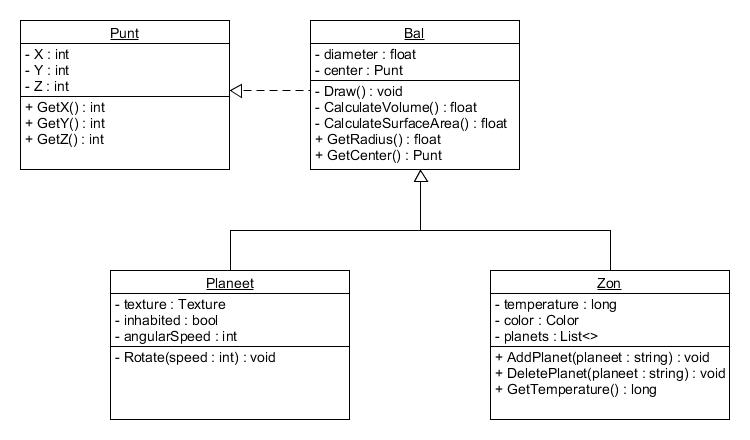 Punt
- X : int
- Y : int
- Z : int
+ GetX() : int
+ GetY() : int
+ GetZ() : int
Bal
- diameter : float
- center : Punt
- Draw() : void
- CalculateVolume() : float
- CalculateSurfaceArea() : float
+ GetRadius() : float
+ GetCenter() : Punt
Planeet
- texture : Texture
- inhabited : bool
- angularSpeed : int
- Rotate(speed : int) : void
Zon
- temperature : long
- color : Color
- planets : List<>
+ AddPlanet(planeet : string) : void
+ DeletePlanet(planeet : string) : void
+ GetTemperature() : long